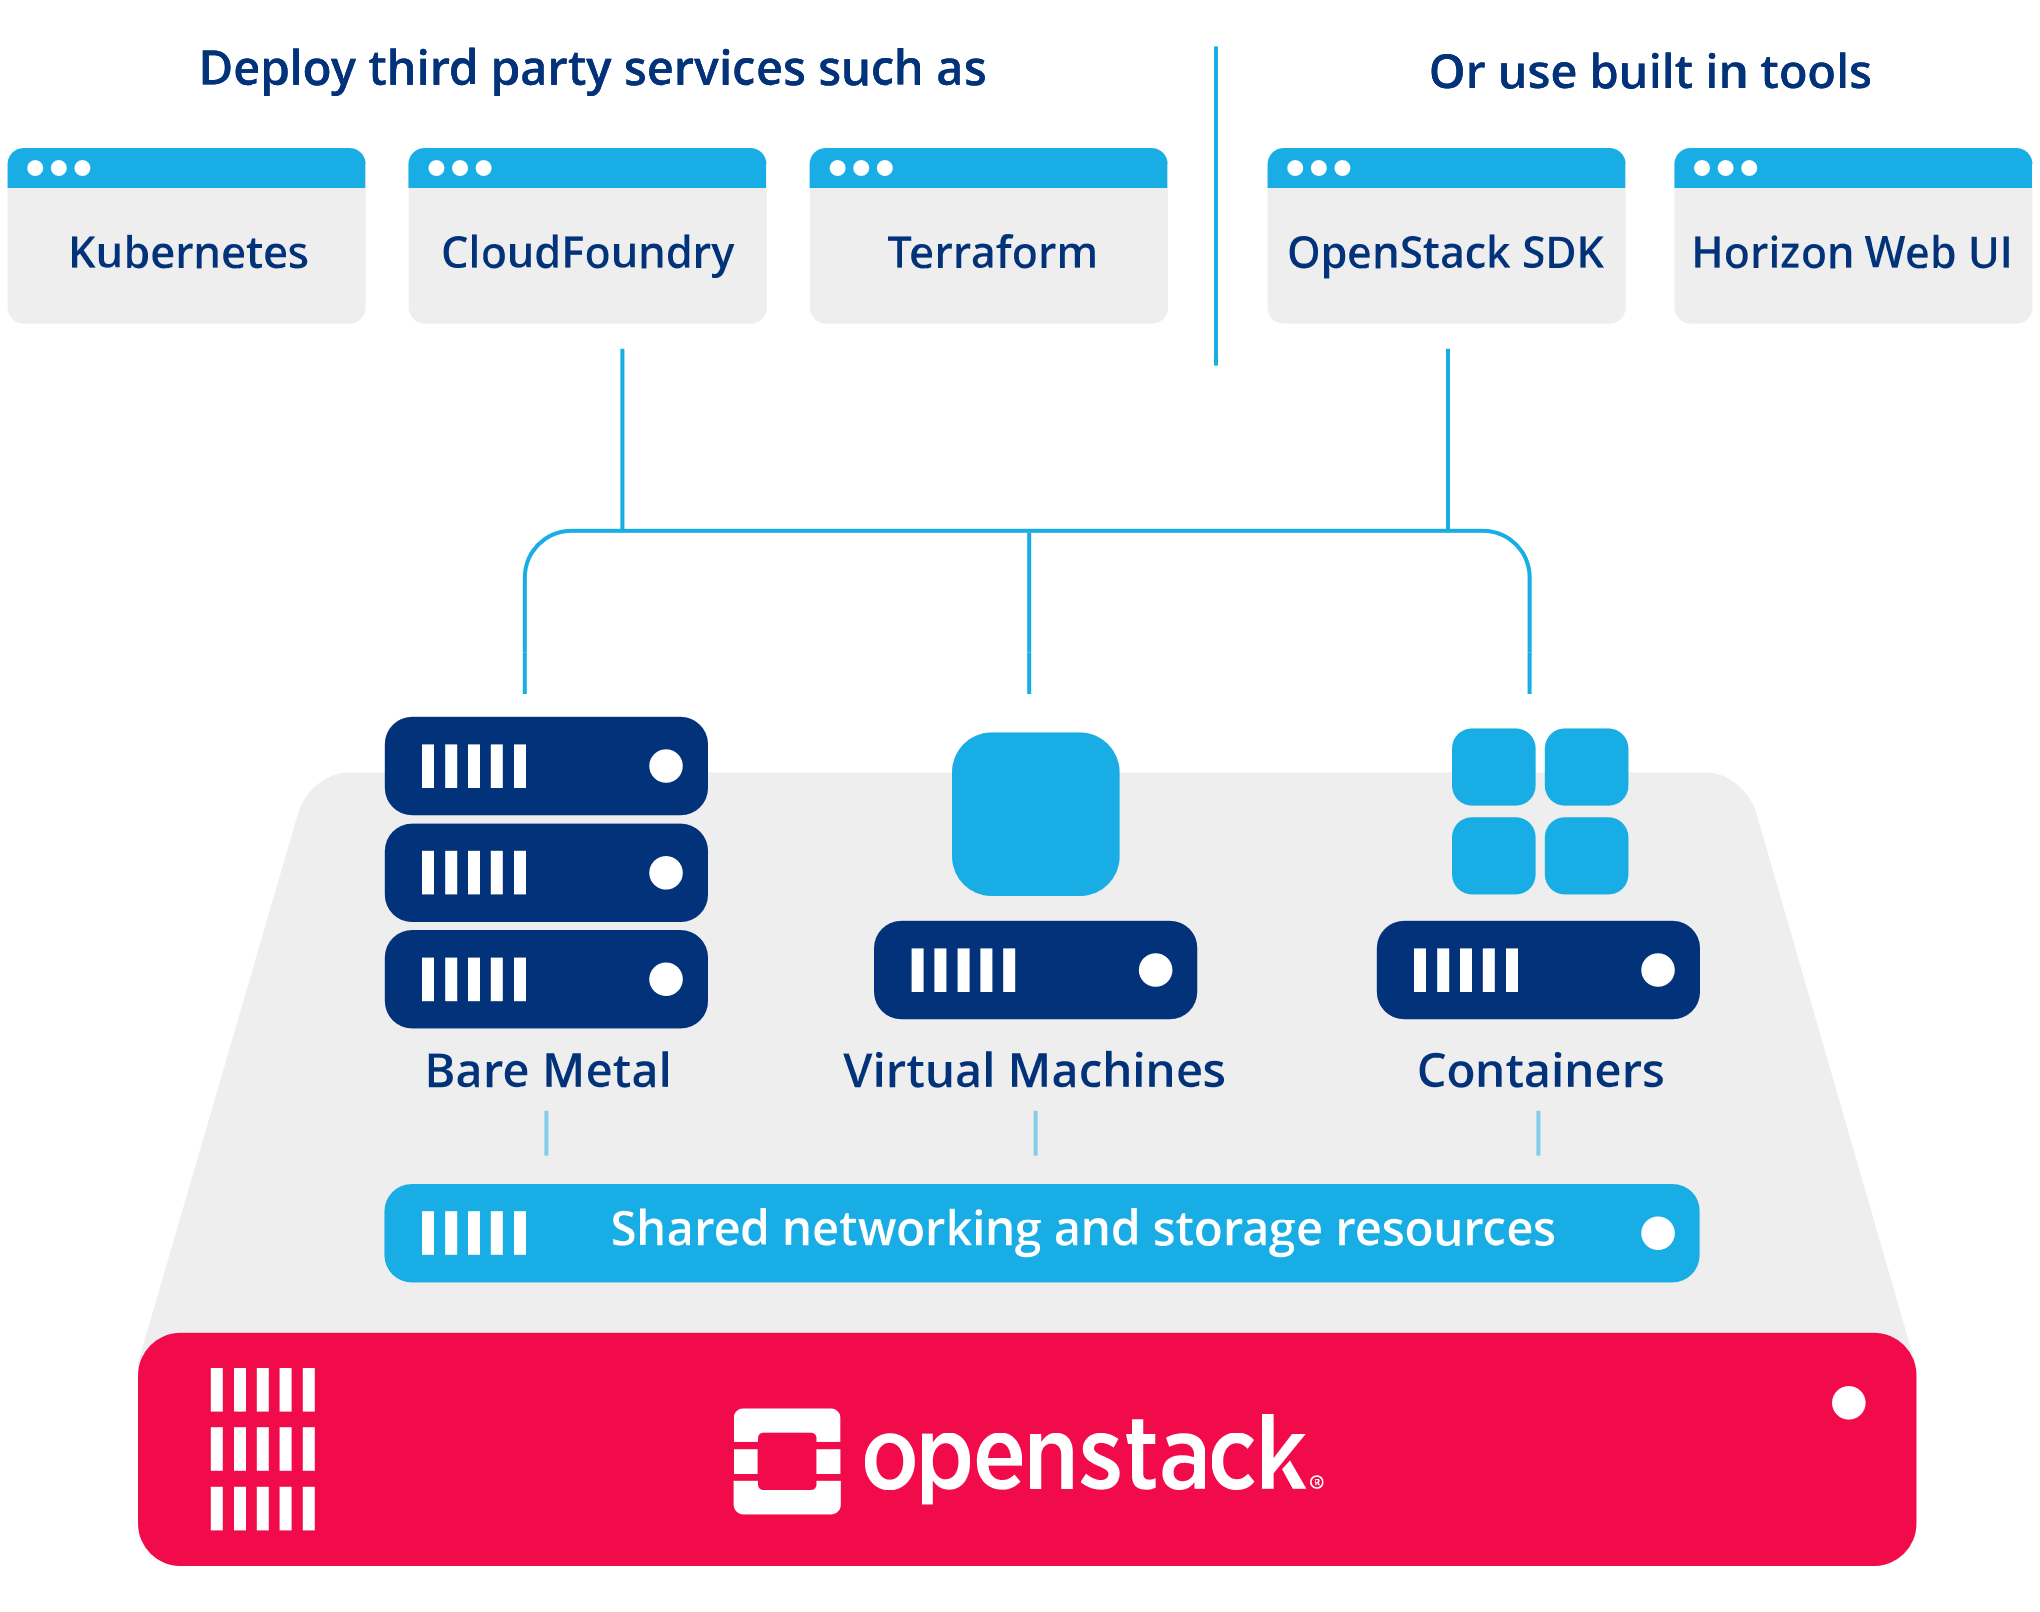 Deploy third party services such as
Or use built in tools
Kubernetes
CloudFoundry
Terraform
OpenStack SDK
Horizon Web UI
Bare Metal
Virtual Machines
Containers
Shared networking and storage resources
openstack®